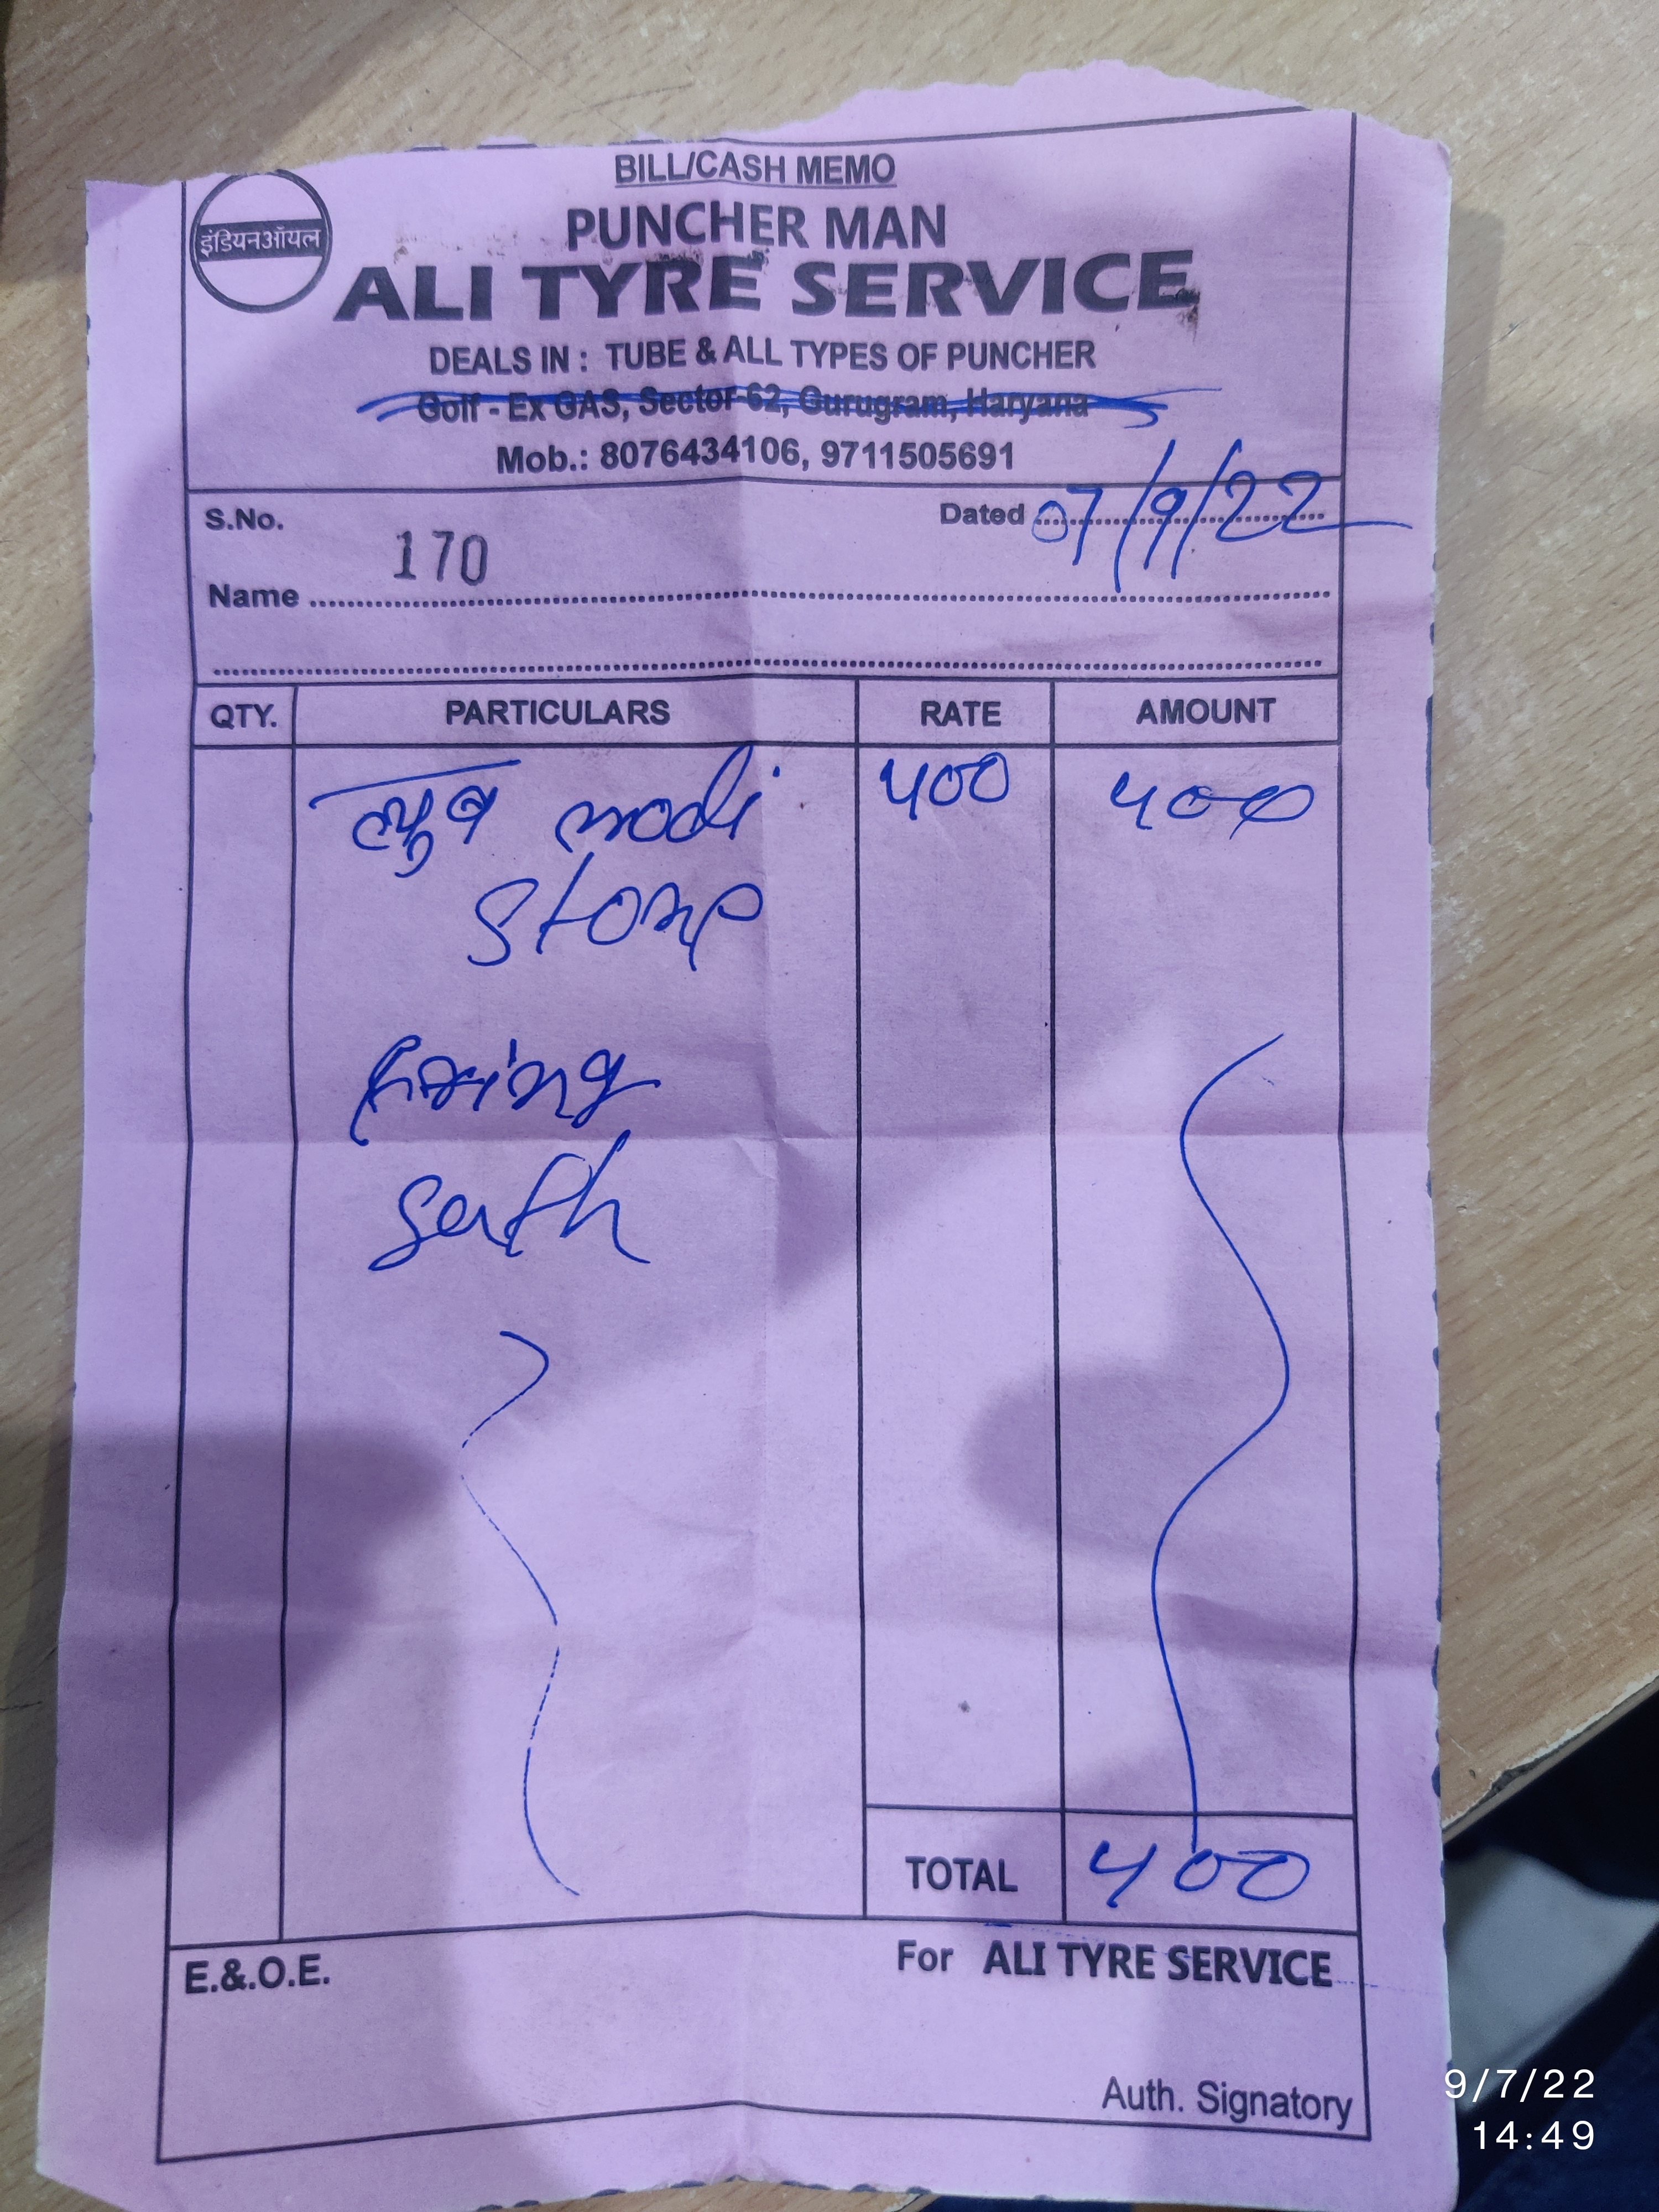 BILL/CASH MEMO
इंडियनऑयल
PUNCHER MAN
ALI TYRE SERVICE
DEALS IN : TUBE & ALL TYPES OF PUNCHER
Golf - Ex GAS, Sector-62, Gurugram, Haryana
Mob.: 8076434106, 9711505691
S.No. 170
Dated 07/9/22
Name
QTY. PARTICULARS RATE AMOUNT
modi 400 400
Stone
TOTAL 400
E.&.O.E.
For ALI TYRE SERVICE
Auth. Signatory
9/7/22
14:49